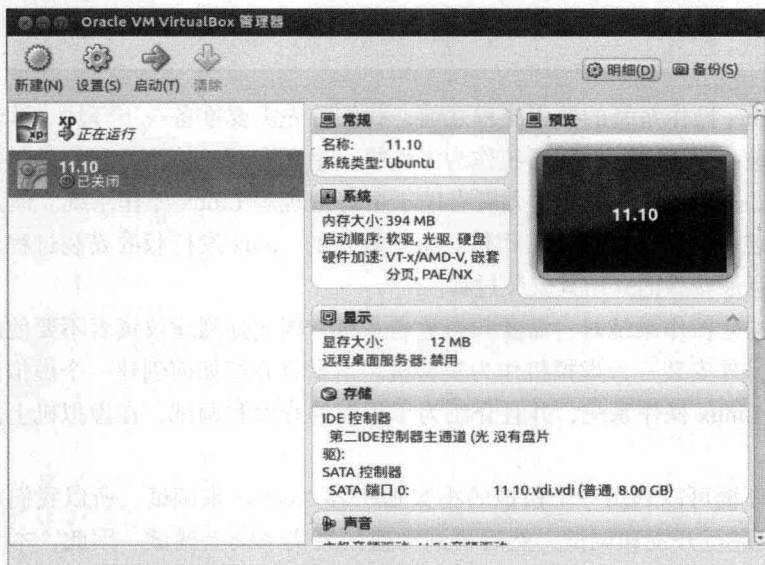 Oracle VM VirtualBox 管理器
新建(N) 设置(S) 启动(T) 清除
明细(D) 备份(S)
xp
正在运行
11.10
已关闭
常规
名称: 11.10
系统类型: Ubuntu
预览
11.10
系统
内存大小: 394 MB
启动顺序: 软驱, 光驱, 硬盘
硬件加速: VT-x/AMD-V, 嵌套
分页, PAE/NX
显示
显存大小: 12 MB
远程桌面服务器: 禁用
存储
IDE 控制器
第二IDE控制器主通道 (光 没有盘片
驱):
SATA 控制器
SATA 端口 0: 11.10.vdi.vdi (普通, 8.00 GB)
声音